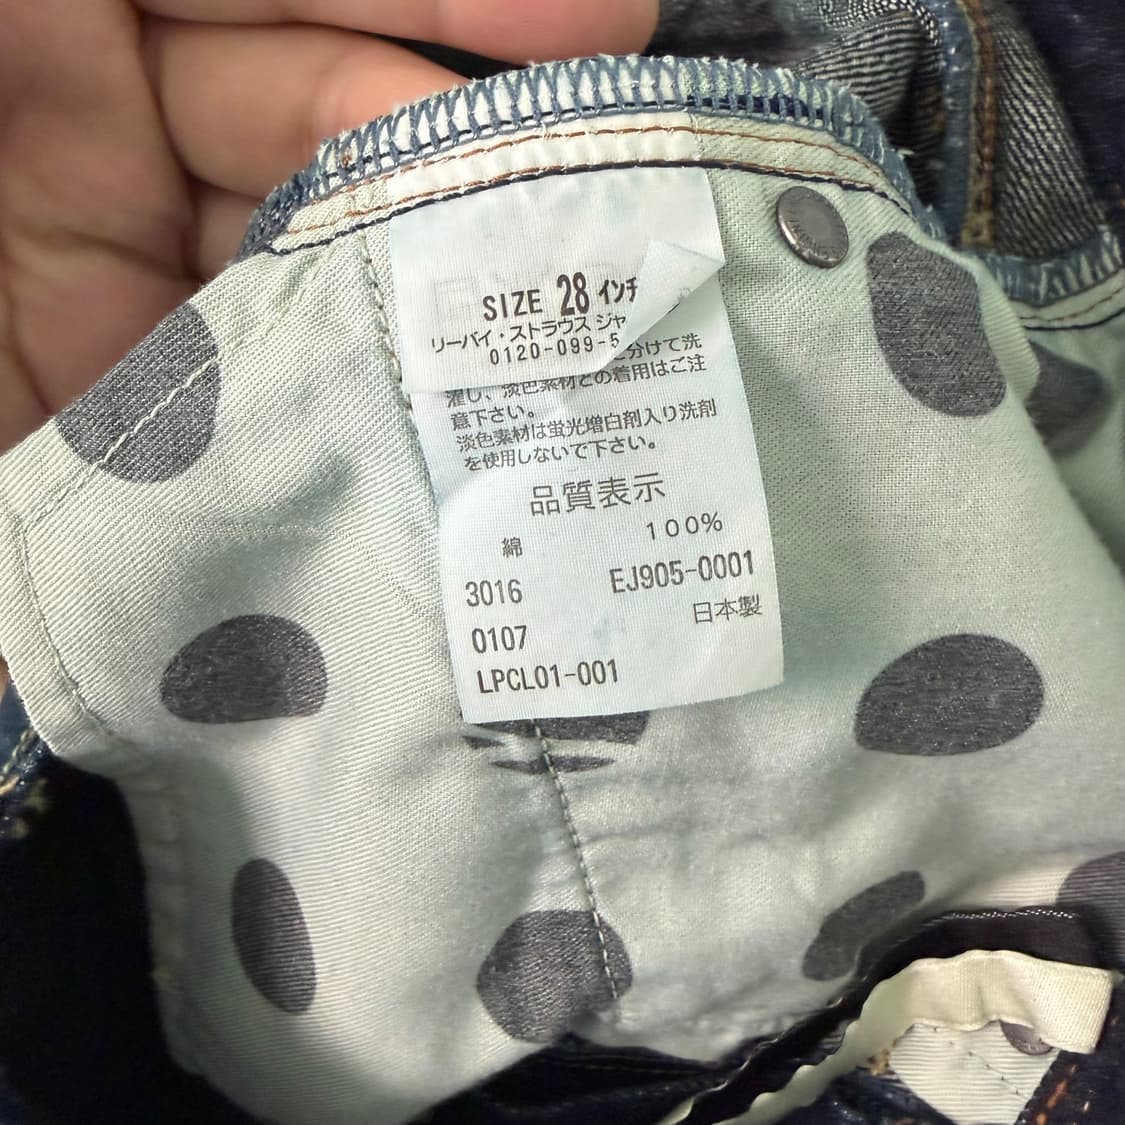 SIZE 28 インチ
リーバイ・ストラウス ジャ
0120-099-5
分けて洗
濯し、淡色素材との着用はご注
意下さい。
淡色素材は蛍光増白剤入り洗剤
を使用しないで下さい。
品質表示
綿 100%
3016 EJ905-0001
0107 日本製
LPCL01-001